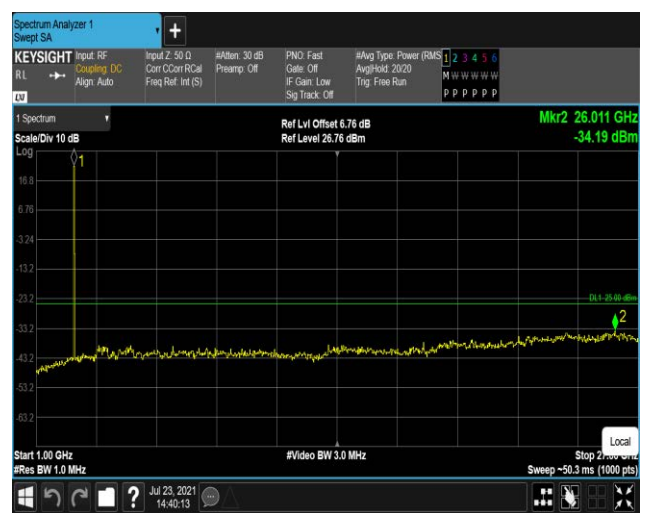 Spectrum Analyzer 1
Swept SA
+
KEYSIGHT
RL
LXI
Input: RF
Coupling: DC
Align: Auto
Input Z: 50 Ω
Corr CCorr RCal
Freq Ref: Int (S)
#Atten: 30 dB
Preamp: Off
PNO: Fast
Gate: Off
IF Gain: Low
Sig Track: Off
#Avg Type: Power (RMS
Avg|Hold: 20/20
Trig: Free Run
1 2 3 4 5 6
M W W W W W
P P P P P P
1 Spectrum
Scale/Div 10 dB
Log
Ref Lvl Offset 6.76 dB
Ref Level 26.76 dBm
Mkr2 26.011 GHz
-34.19 dBm
1
16.8
6.76
-3.24
-13.2
-23.2
DL1 -25.00 dBm
2
-33.2
-43.2
-53.2
-63.2
Local
Start 1.00 GHz
#Video BW 3.0 MHz
#Res BW 1.0 MHz
Sweep ~50.3 ms (1000 pts)
?
Jul 23, 2021
14:40:13